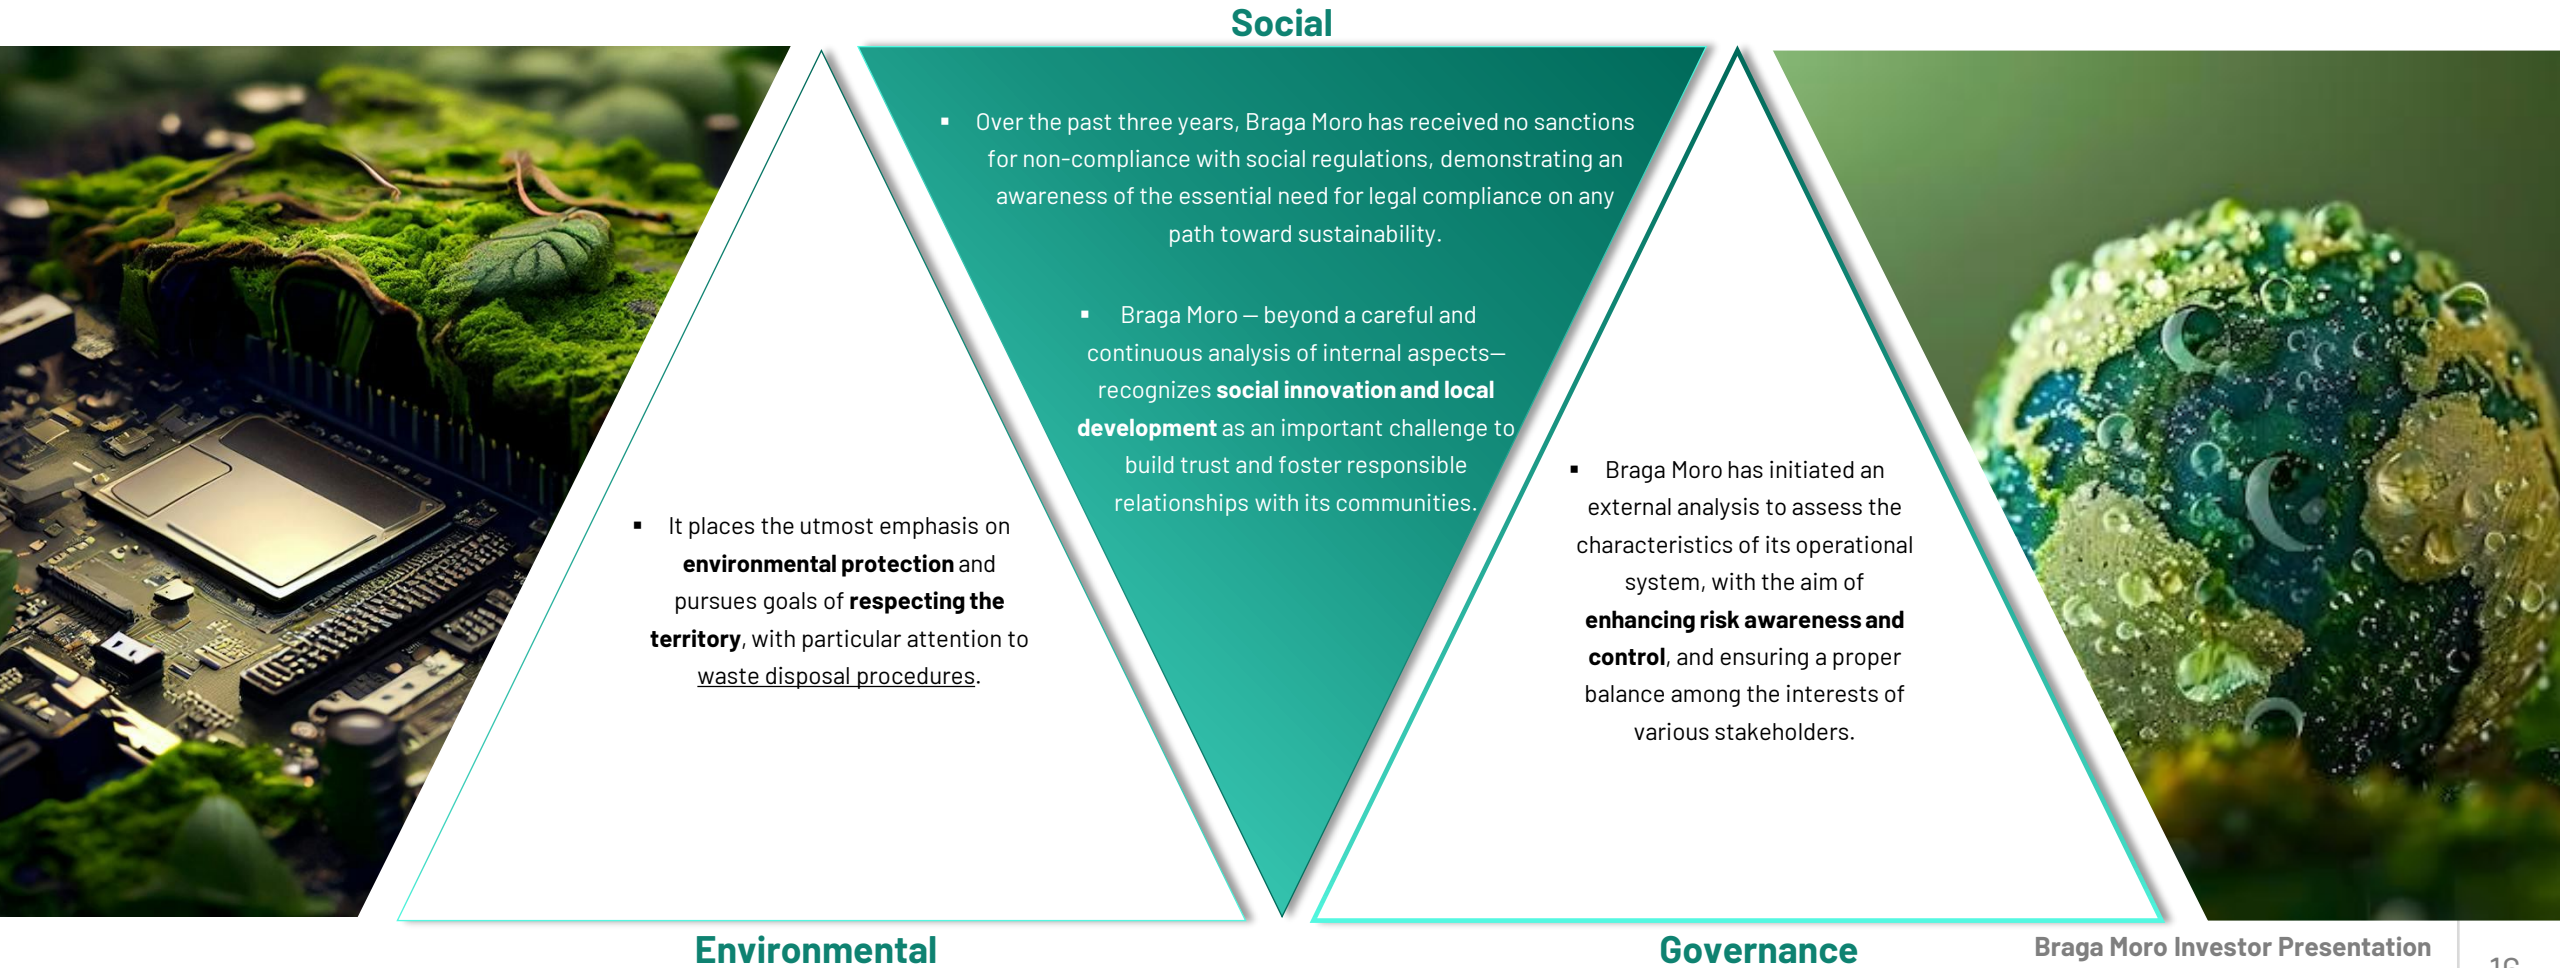 Social
▪ Over the past three years, Braga Moro has received no sanctions
for non-compliance with social regulations, demonstrating an
awareness of the essential need for legal compliance on any
path toward sustainability.
▪ Braga Moro — beyond a careful and
continuous analysis of internal aspects—
recognizes social innovation and local
development as an important challenge to
build trust and foster responsible
relationships with its communities.
▪ It places the utmost emphasis on
environmental protection and
pursues goals of respecting the
territory, with particular attention to
waste disposal procedures.
▪ Braga Moro has initiated an
external analysis to assess the
characteristics of its operational
system, with the aim of
enhancing risk awareness and
control, and ensuring a proper
balance among the interests of
various stakeholders.
Environmental
Governance
Braga Moro Investor Presentation